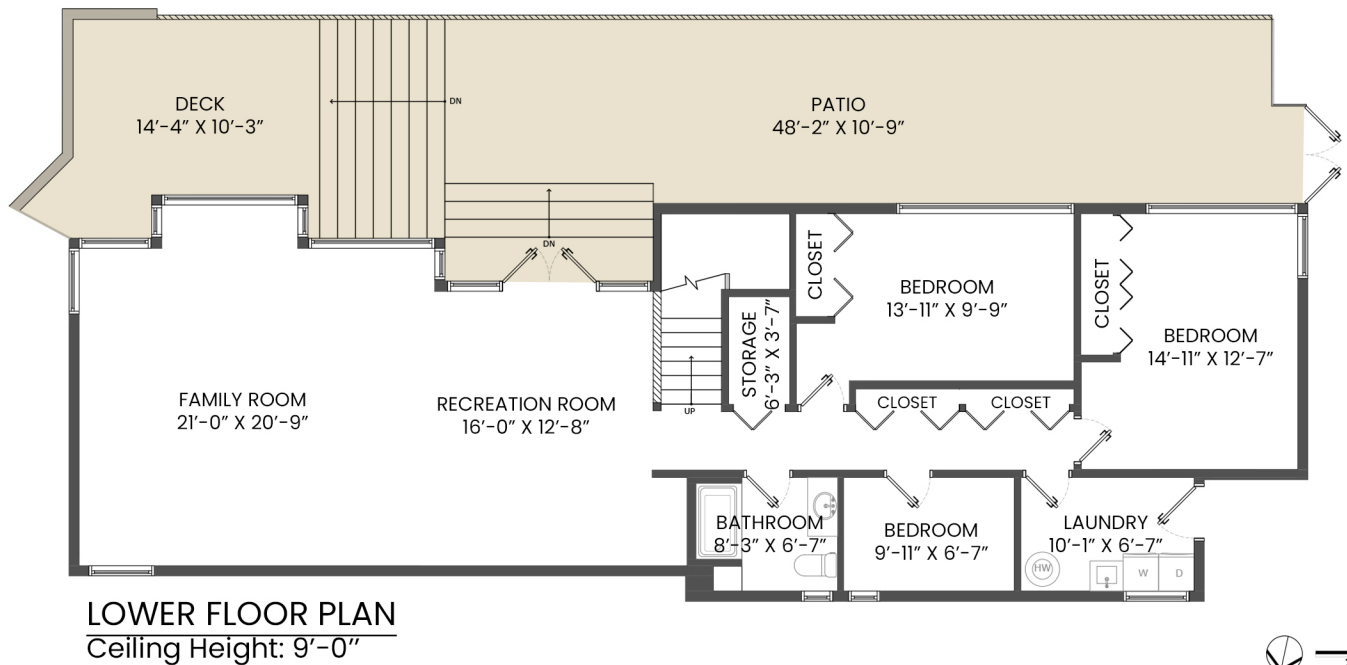 DECK
14’-4” X 10’-3”
DN
PATIO
48’-2” X 10’-9”
DN
CLOSET
BEDROOM
13’-11” X 9’-9”
CLOSET
BEDROOM
14’-11” X 12’-7”
STORAGE
6’-3” X 3’-7”
FAMILY ROOM
21’-0” X 20’-9”
RECREATION ROOM
16’-0” X 12’-8”
UP
CLOSET
CLOSET
BATHROOM
8’-3” X 6’-7”
BEDROOM
9’-11” X 6’-7”
LAUNDRY
10’-1” X 6’-7”
HW
W
D
LOWER FLOOR PLAN
Ceiling Height: 9’-0’’